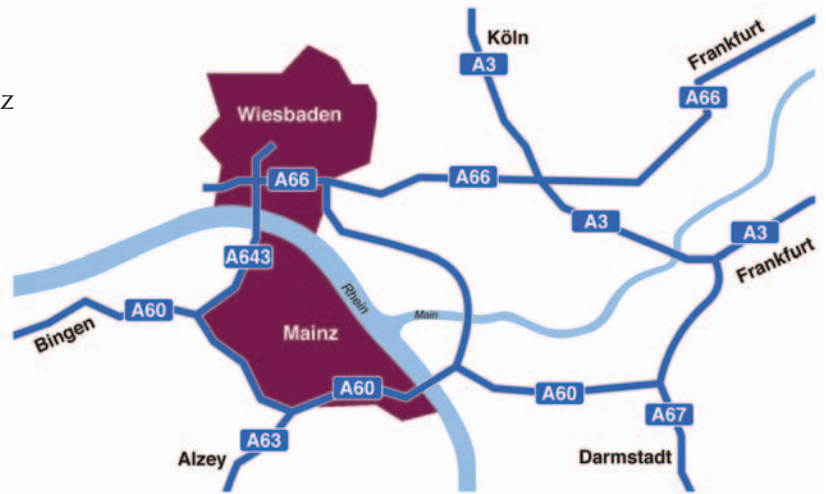 Köln
Frankfurt
A3
z
A66
Wiesbaden
A66
A66
A3
A3
A643
Frankfurt
Rhein
A60
Main
Bingen
Mainz
A60
A60
A67
A63
Alzey
Darmstadt